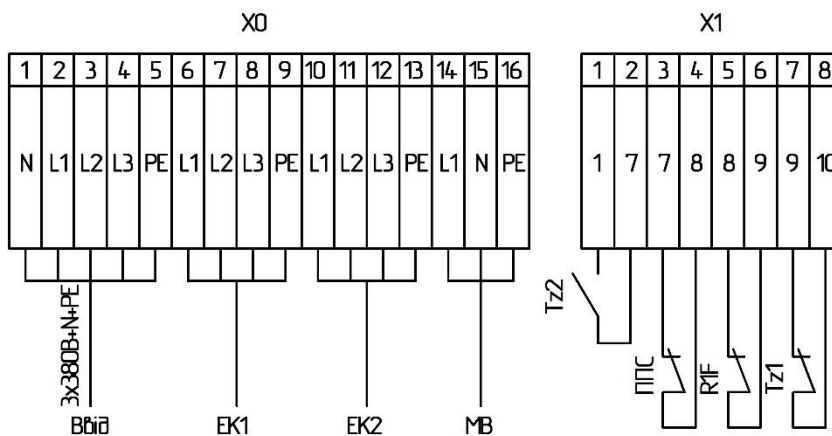 X0
X1
1 2 3 4 5 6 7 8 9 10 11 12 13 14 15 16
1 2 3 4 5 6 7 8
N L1 L2 L3 PE L1 L2 L3 PE L1 L2 L3 PE L1 N PE
1 7 7 8 8 9 9 10
3x380В+N+PE
Tz2
ППС
R1F
Tz1
Ввід
EK1
EK2
МВ